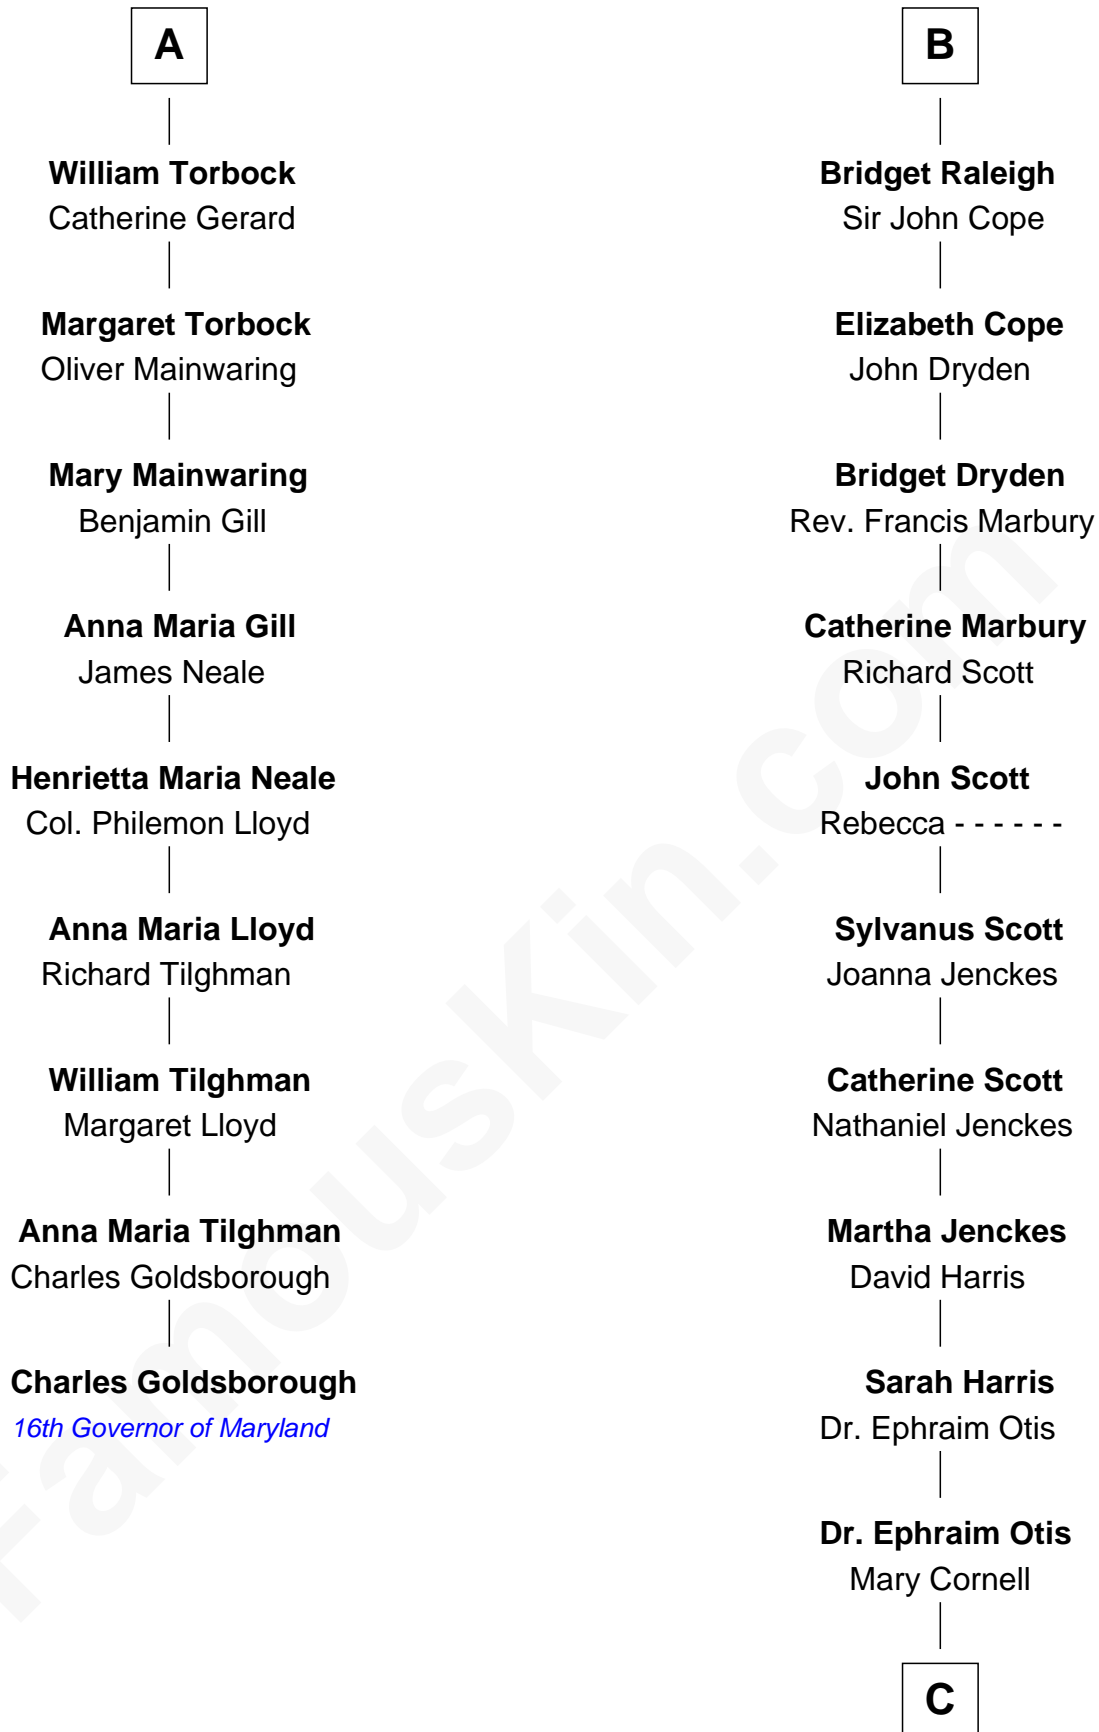 A
William Torbock
Catherine Gerard
Margaret Torbock
Oliver Mainwaring
Mary Mainwaring
Benjamin Gill
Anna Maria Gill
James Neale
Henrietta Maria Neale
Col. Philemon Lloyd
Anna Maria Lloyd
Richard Tilghman
William Tilghman
Margaret Lloyd
Anna Maria Tilghman
Charles Goldsborough
Charles Goldsborough
16th Governor of Maryland
B
Bridget Raleigh
Sir John Cope
Elizabeth Cope
John Dryden
Bridget Dryden
Rev. Francis Marbury
Catherine Marbury
Richard Scott
John Scott
Rebecca - - - - - -
Sylvanus Scott
Joanna Jenckes
Catherine Scott
Nathaniel Jenckes
Martha Jenckes
David Harris
Sarah Harris
Dr. Ephraim Otis
Dr. Ephraim Otis
Mary Cornell
C
FamousKin.com